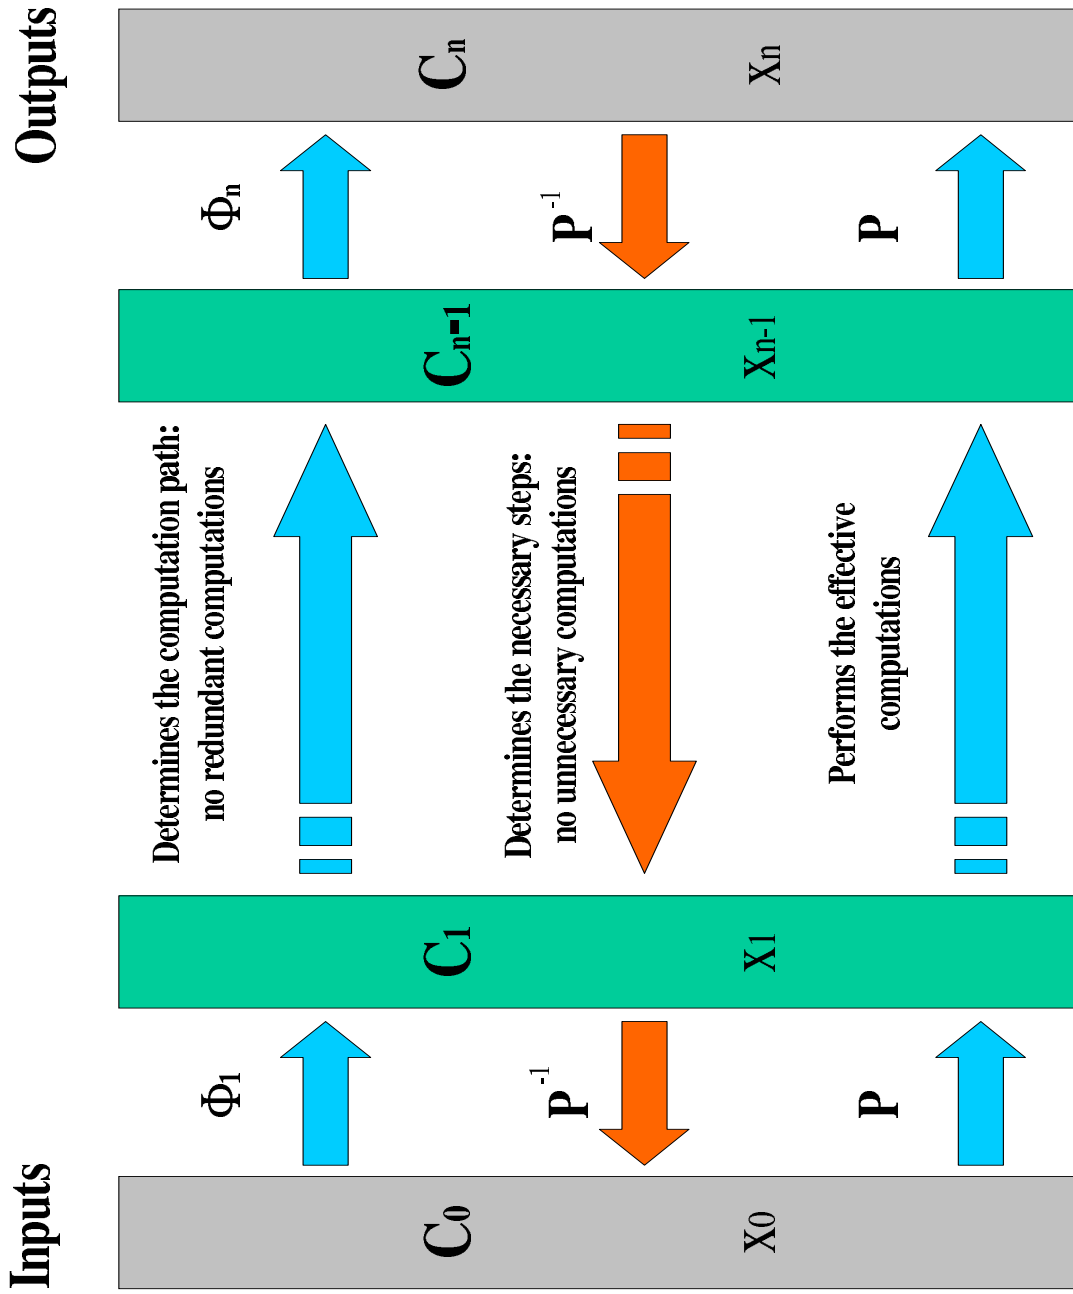 Inputs
Outputs
Φ1
Determines the computation path:
no redundant computations
Φn
C0
C1
Cn-1
Cn
P-1
Determines the necessary steps:
no unnecessary computations
P-1
X0
X1
Xn-1
Xn
P
Performs the effective
computations
P